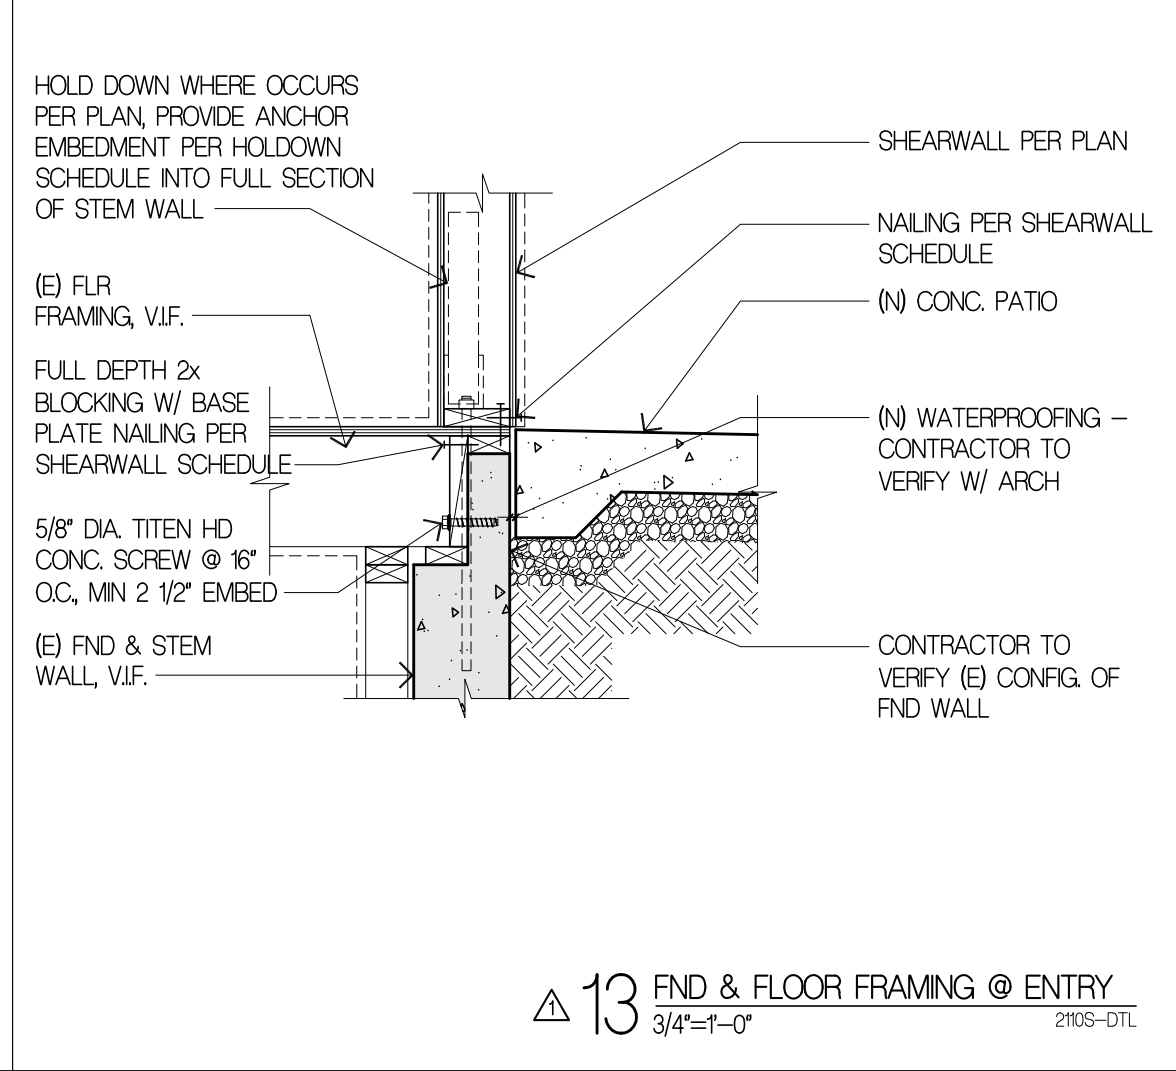 HOLD DOWN WHERE OCCURS
PER PLAN, PROVIDE ANCHOR
EMBEDMENT PER HOLDOWN
SCHEDULE INTO FULL SECTION
OF STEM WALL
(E) FLR
FRAMING, V.I.F.
FULL DEPTH 2x
BLOCKING W/ BASE
PLATE NAILING PER
SHEARWALL SCHEDULE
5/8" DIA. TITEN HD
CONC. SCREW @ 16"
O.C., MIN 2 1/2" EMBED
(E) FND & STEM
WALL, V.I.F.
SHEARWALL PER PLAN
NAILING PER SHEARWALL
SCHEDULE
(N) CONC. PATIO
(N) WATERPROOFING –
CONTRACTOR TO
VERIFY W/ ARCH
CONTRACTOR TO
VERIFY (E) CONFIG. OF
FND WALL
1 13 FND & FLOOR FRAMING @ ENTRY
3/4"=1'-0" 2110S-DTL